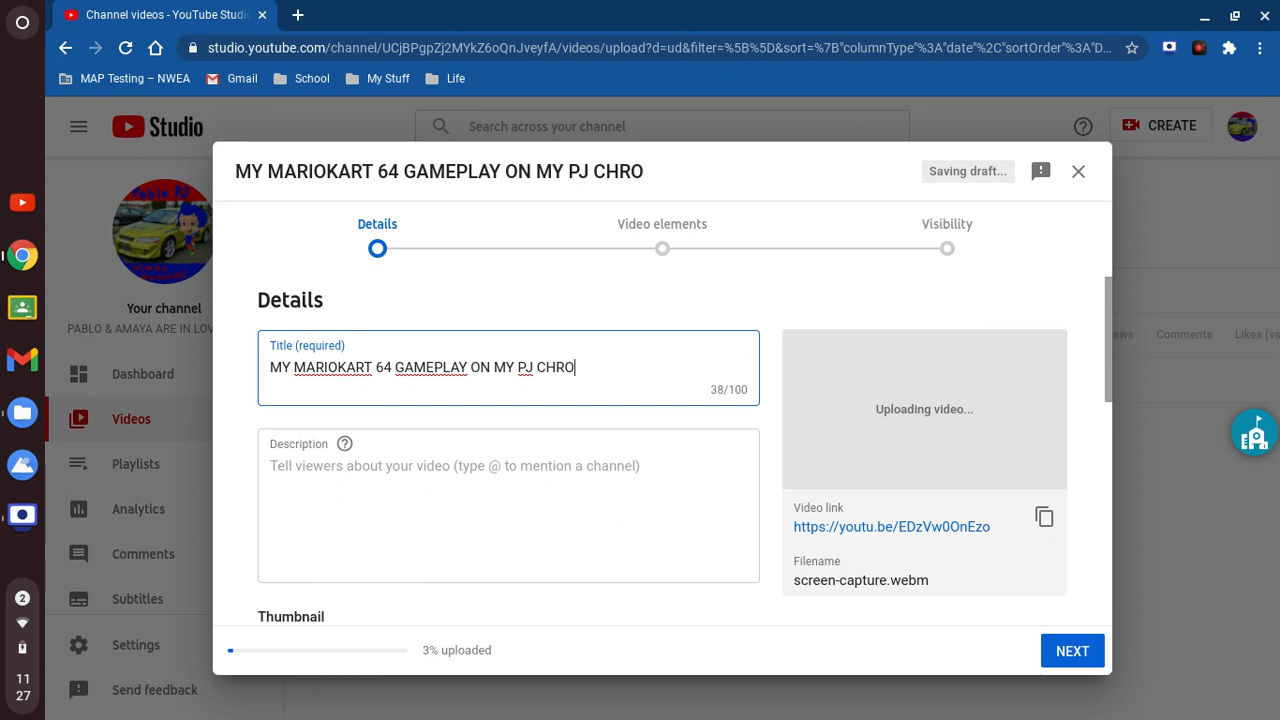 Channel videos - YouTube Studio
studio.youtube.com/channel/UCjBPgpZj2MYkZ6oQnJveyfA/videos/upload?d=ud&filter=%5B%5D&sort=%7B"columnType"%3A"date"%2C"sortOrder"%3A"D...
MAP Testing – NWEA
Gmail
School
My Stuff
Life
Studio
Search across your channel
CREATE
MY MARIOKART 64 GAMEPLAY ON MY PJ CHRO
Saving draft...
Details
Video elements
Visibility
Pablo PJ
Your channel
PABLO & AMAYA ARE IN LOV
Dashboard
Videos
Playlists
Analytics
Comments
Subtitles
Settings
Send feedback
Details
Title (required)
MY MARIOKART 64 GAMEPLAY ON MY PJ CHRO
38/100
Description
Tell viewers about your video (type @ to mention a channel)
Thumbnail
Uploading video...
Video link
https://youtu.be/EDzVw0OnEzo
Filename
screen-capture.webm
ews
Comments
Likes (vs
3% uploaded
NEXT
2
11
27